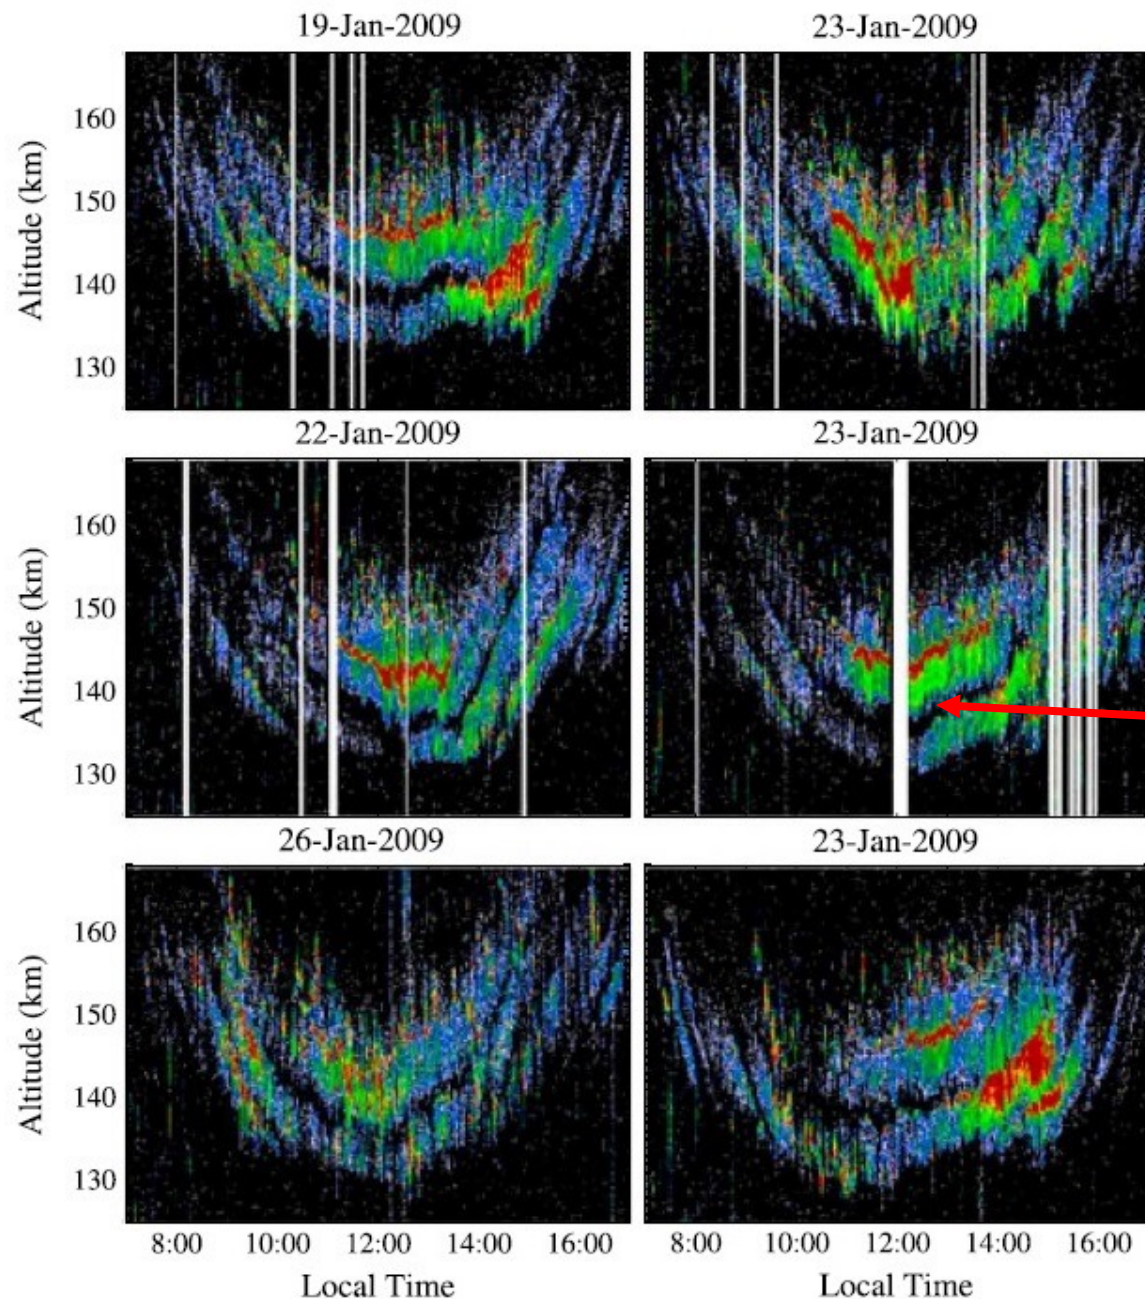 19-Jan-2009
23-Jan-2009
Altitude (km)
160
150
140
130
22-Jan-2009
23-Jan-2009
Altitude (km)
160
150
140
130
26-Jan-2009
23-Jan-2009
Altitude (km)
160
150
140
130
8:00 10:00 12:00 14:00 16:00
8:00 10:00 12:00 14:00 16:00
Local Time
Local Time